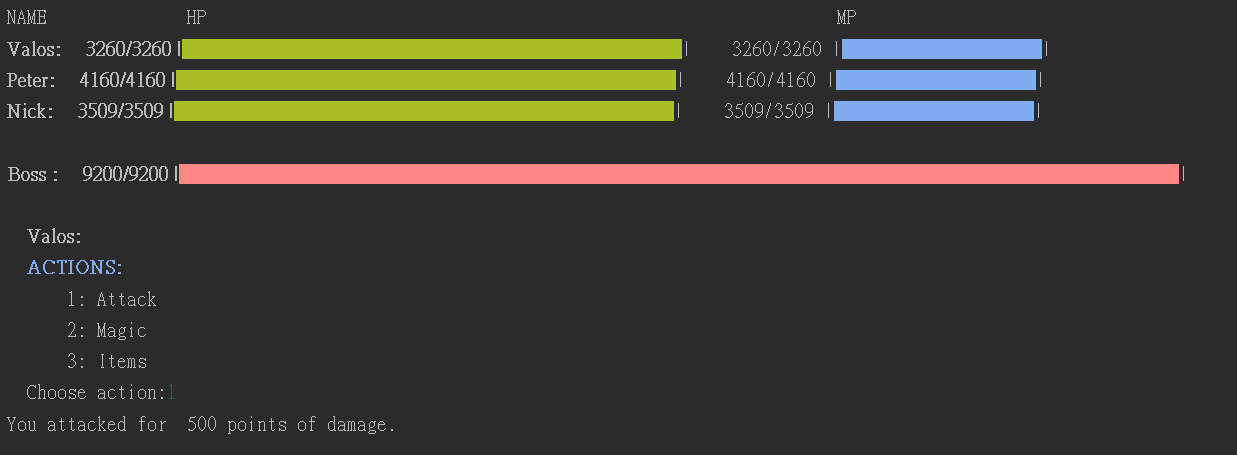 NAME HP MP
Valos: 3260/3260 | | 3260/3260 | |
Peter: 4160/4160 | | 4160/4160 | |
Nick: 3509/3509 | | 3509/3509 | |
Boss : 9200/9200 | |
Valos:
ACTIONS:
1: Attack
2: Magic
3: Items
Choose action:1
You attacked for 500 points of damage.